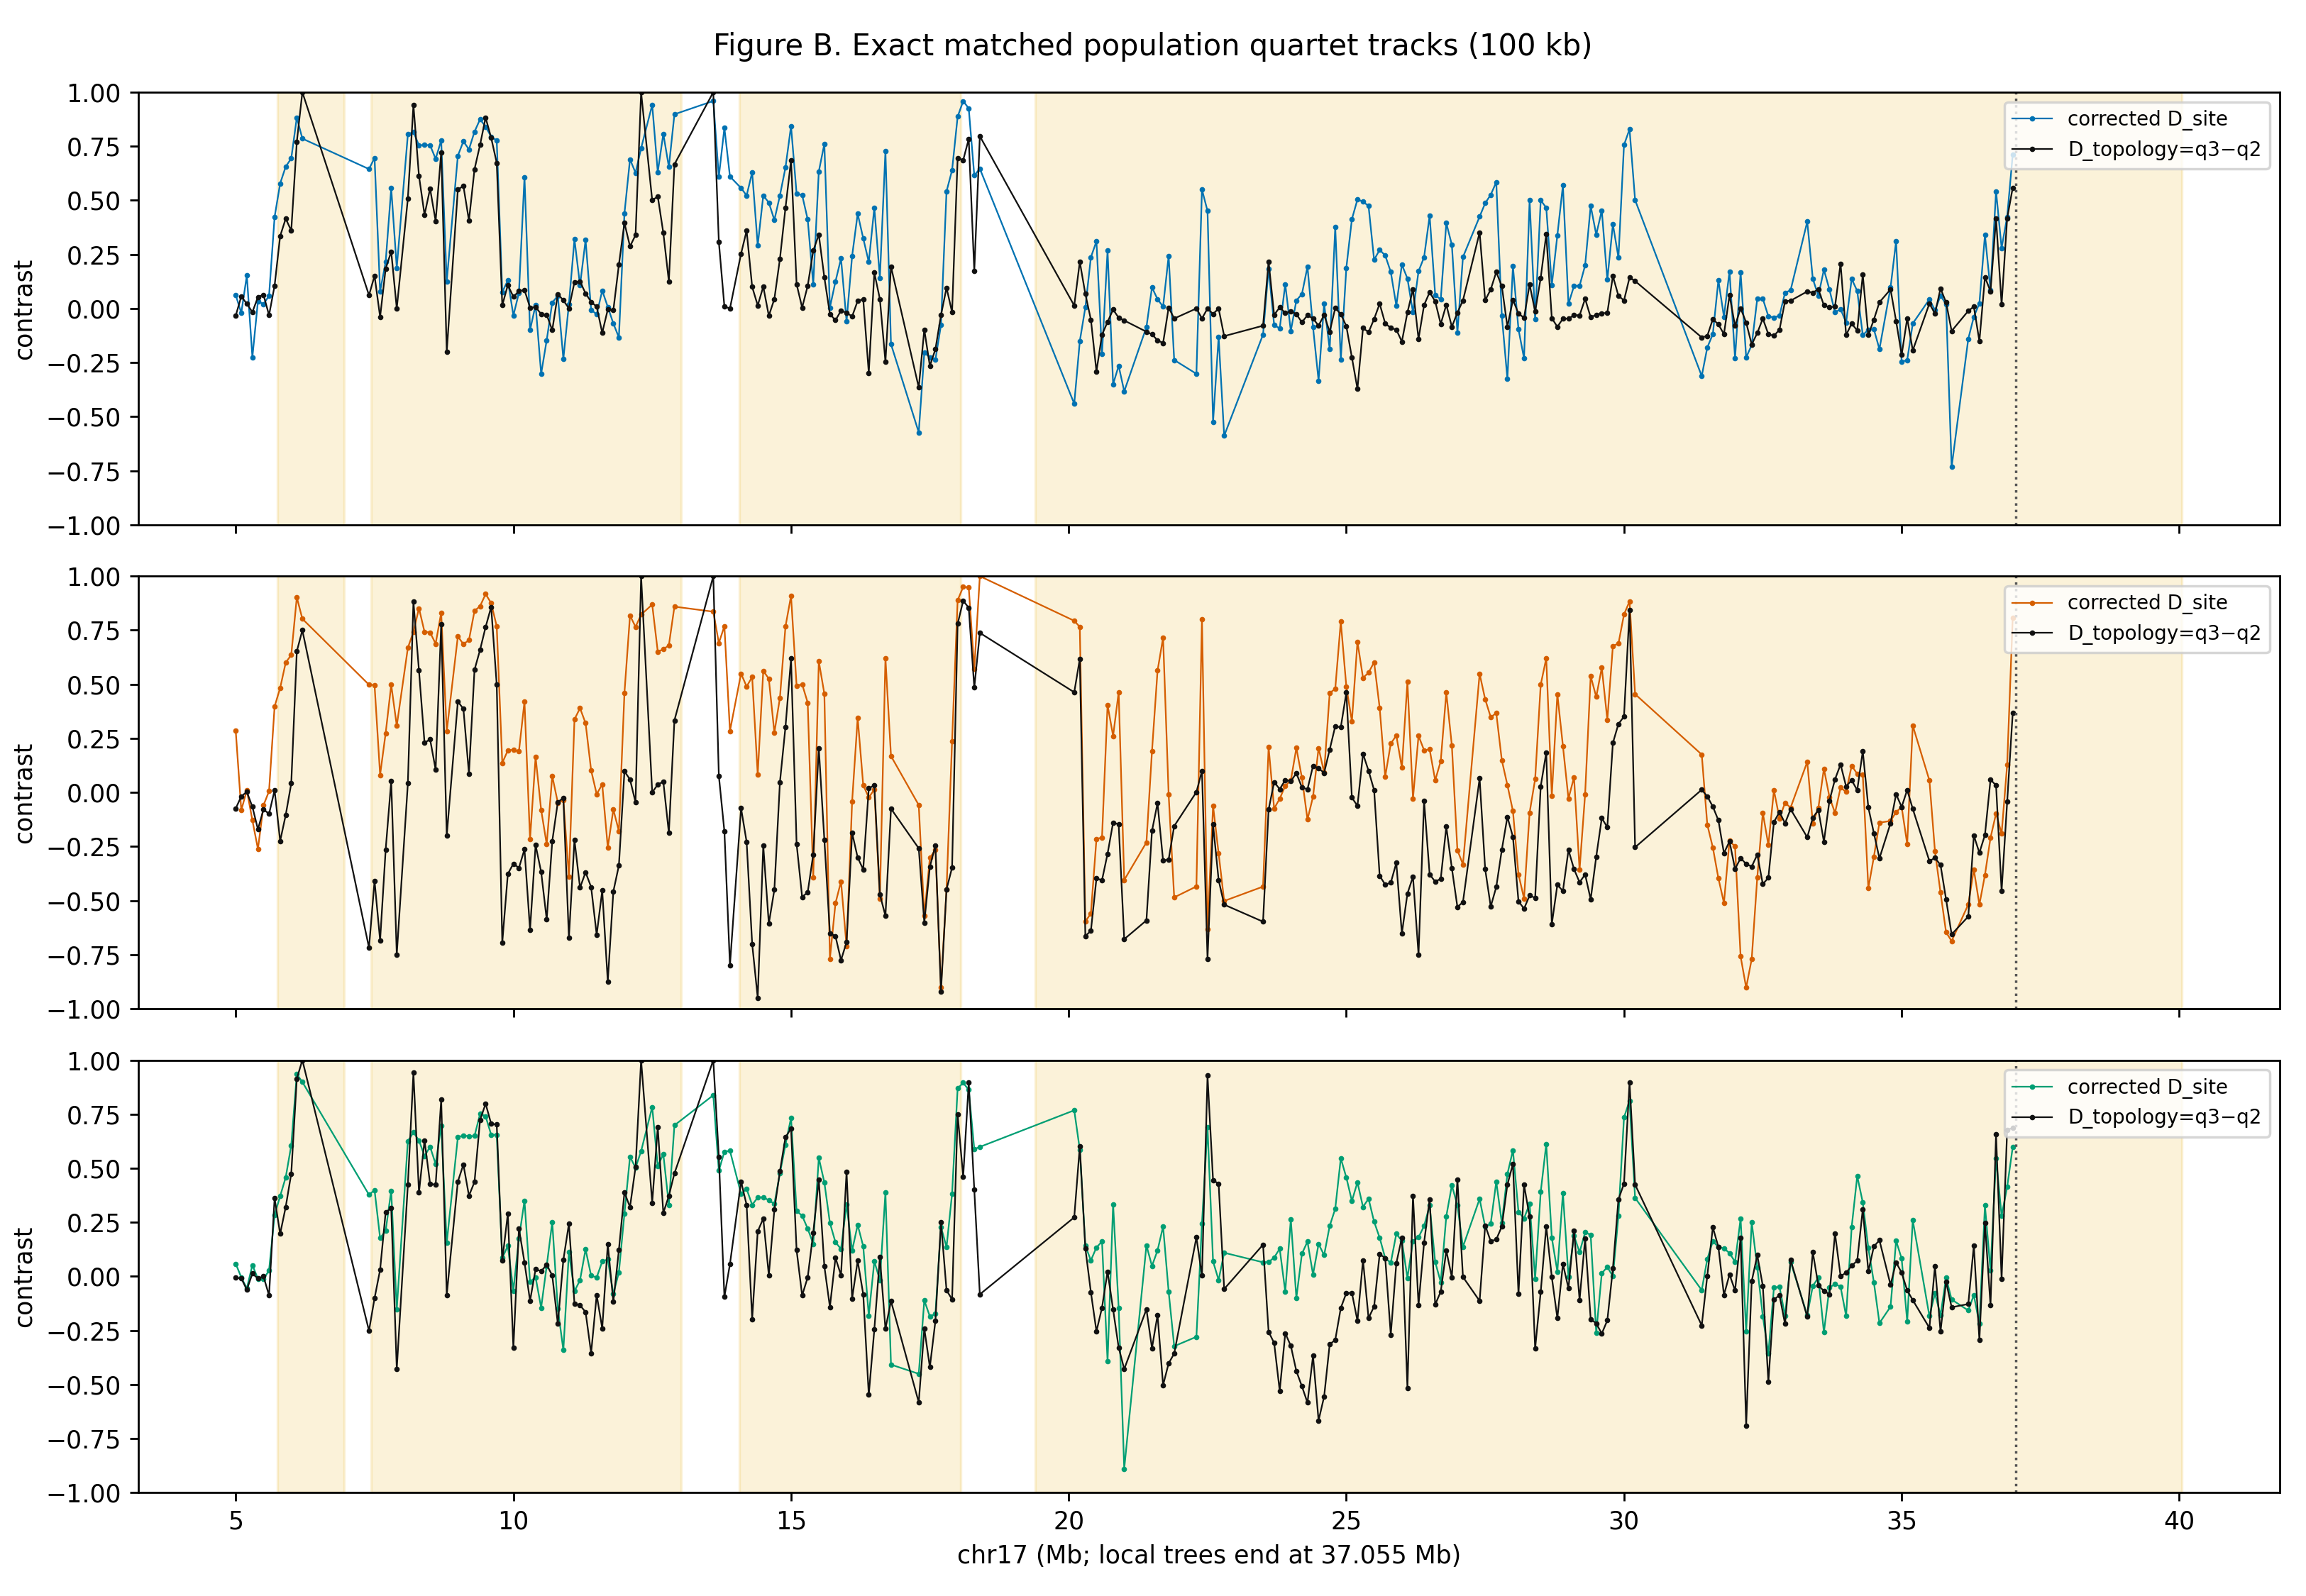 Figure B. Exact matched population quartet tracks (100 kb)
1.00
0.75
0.50
0.25
0.00
−0.25
−0.50
−0.75
−1.00
contrast
corrected D_site
D_topology=q3−q2
1.00
0.75
0.50
0.25
0.00
−0.25
−0.50
−0.75
−1.00
contrast
corrected D_site
D_topology=q3−q2
1.00
0.75
0.50
0.25
0.00
−0.25
−0.50
−0.75
−1.00
contrast
corrected D_site
D_topology=q3−q2
5 10 15 20 25 30 35 40
chr17 (Mb; local trees end at 37.055 Mb)